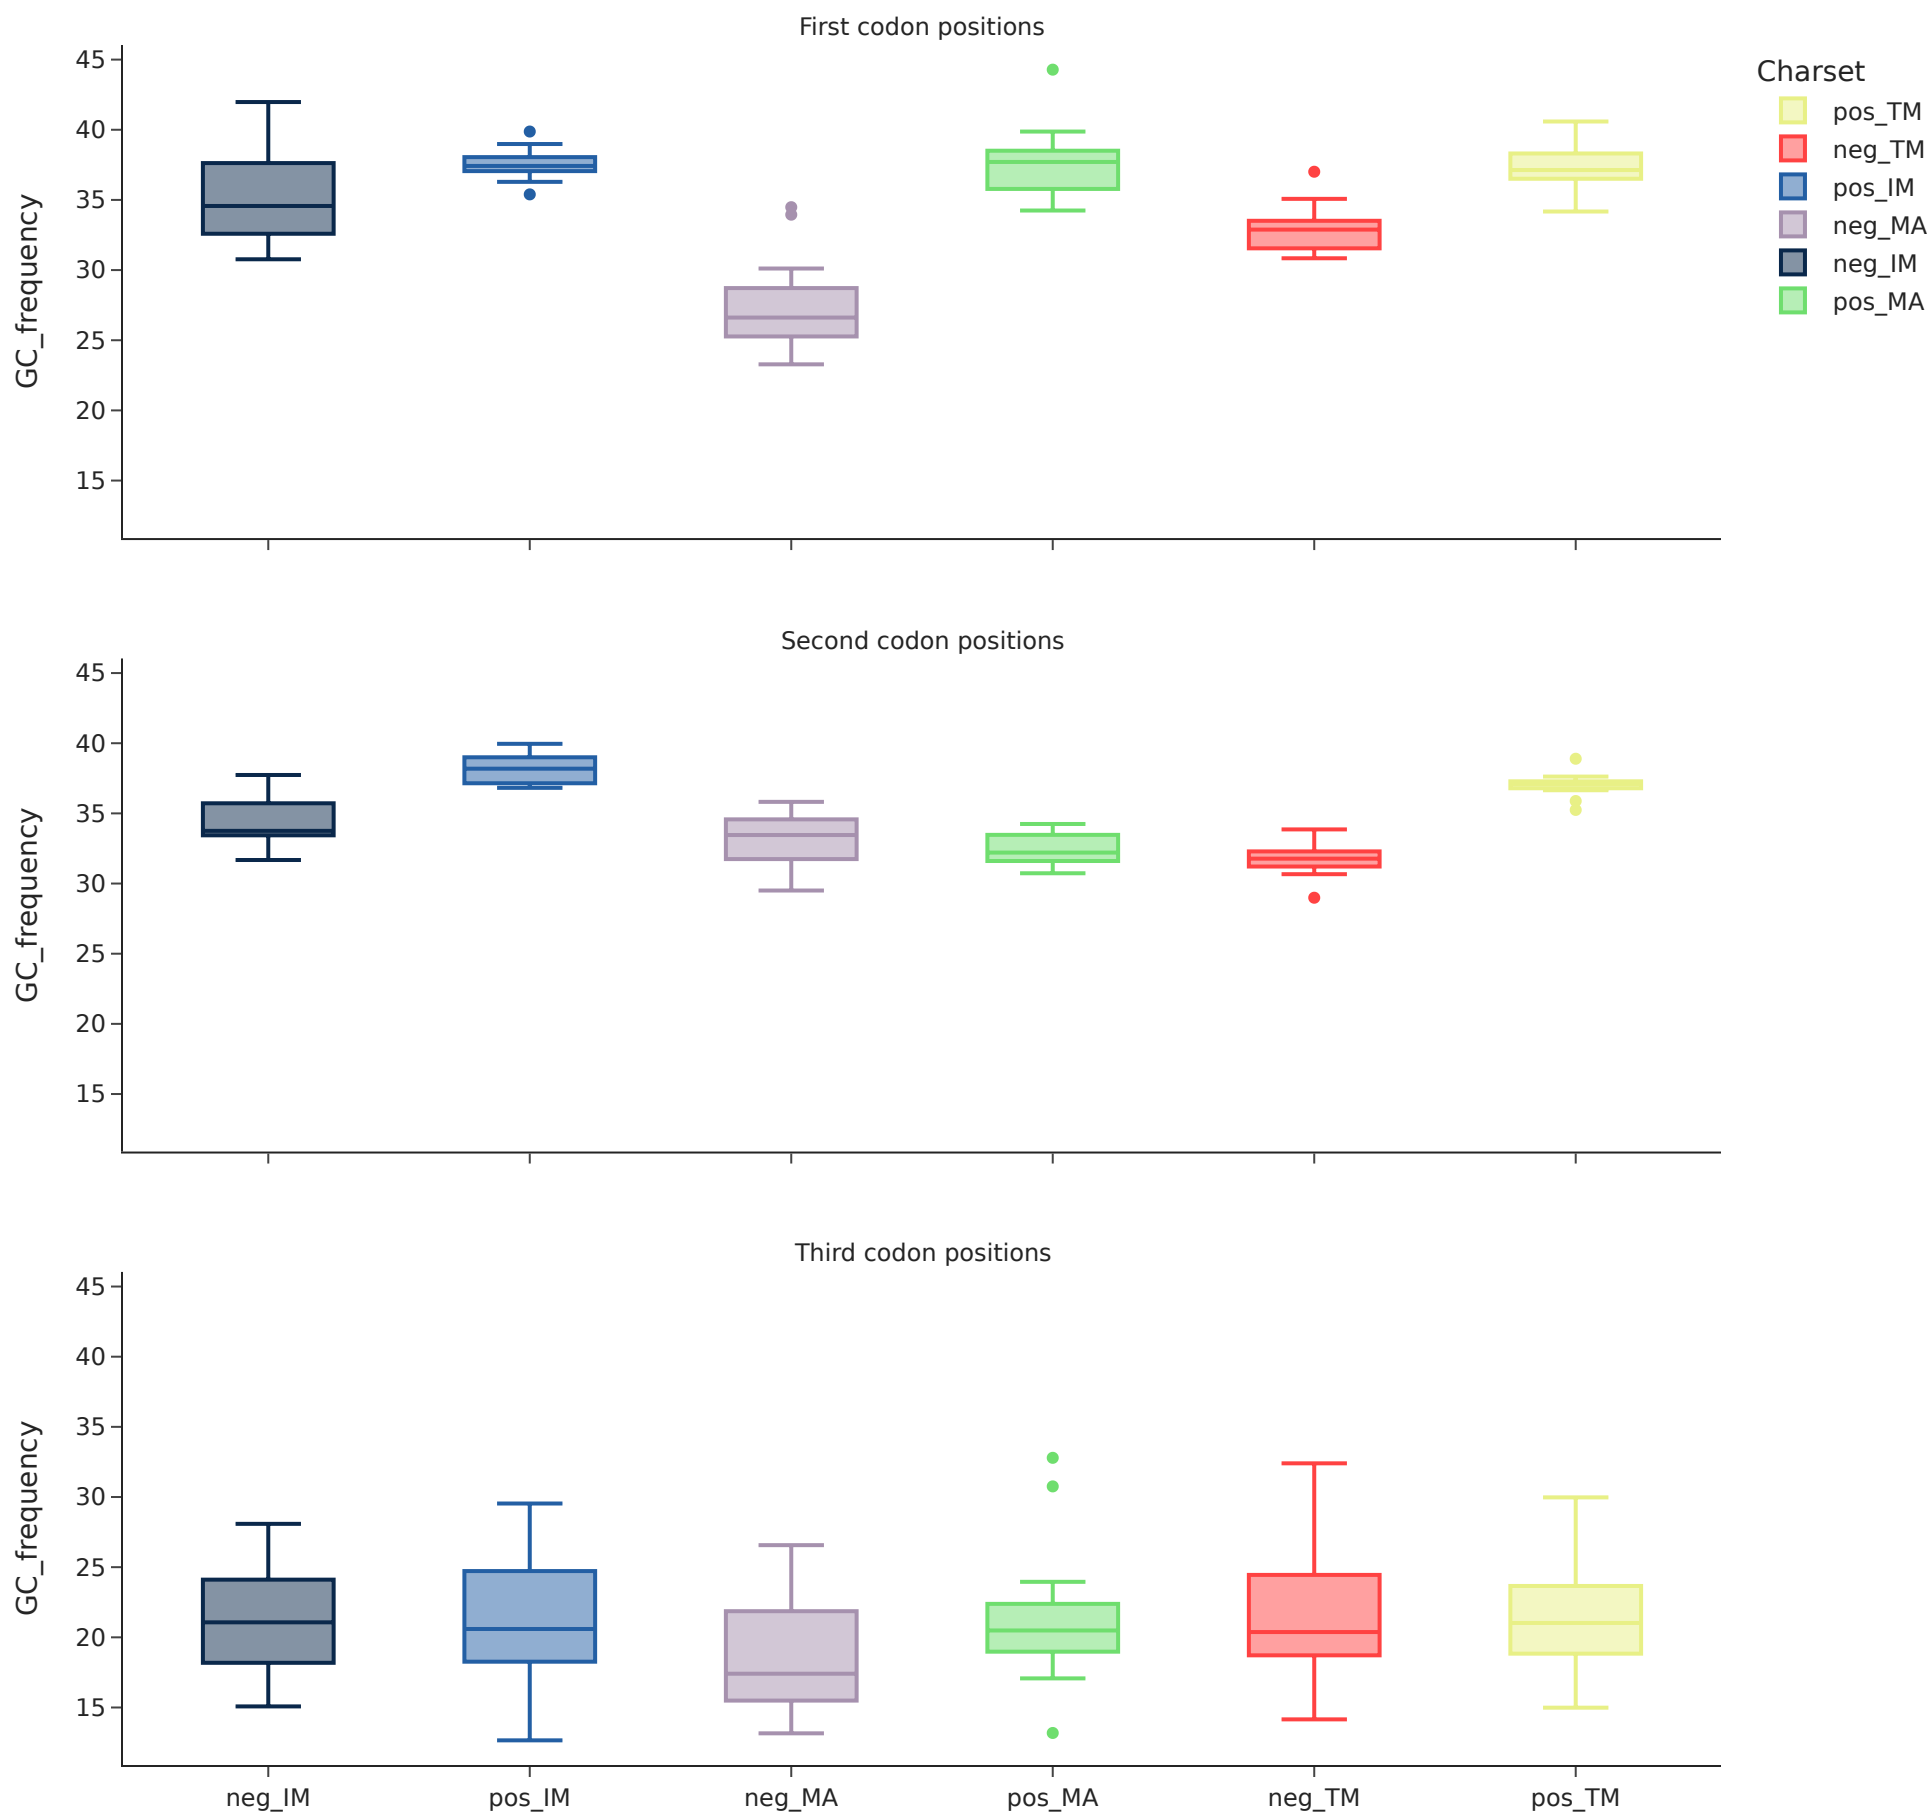 First codon positions
GC_frequency
45
40
35
30
25
20
15
Charset
pos_TM
neg_TM
pos_IM
neg_MA
neg_IM
pos_MA
Second codon positions
GC_frequency
45
40
35
30
25
20
15
Third codon positions
GC_frequency
45
40
35
30
25
20
15
neg_IM pos_IM neg_MA pos_MA neg_TM pos_TM